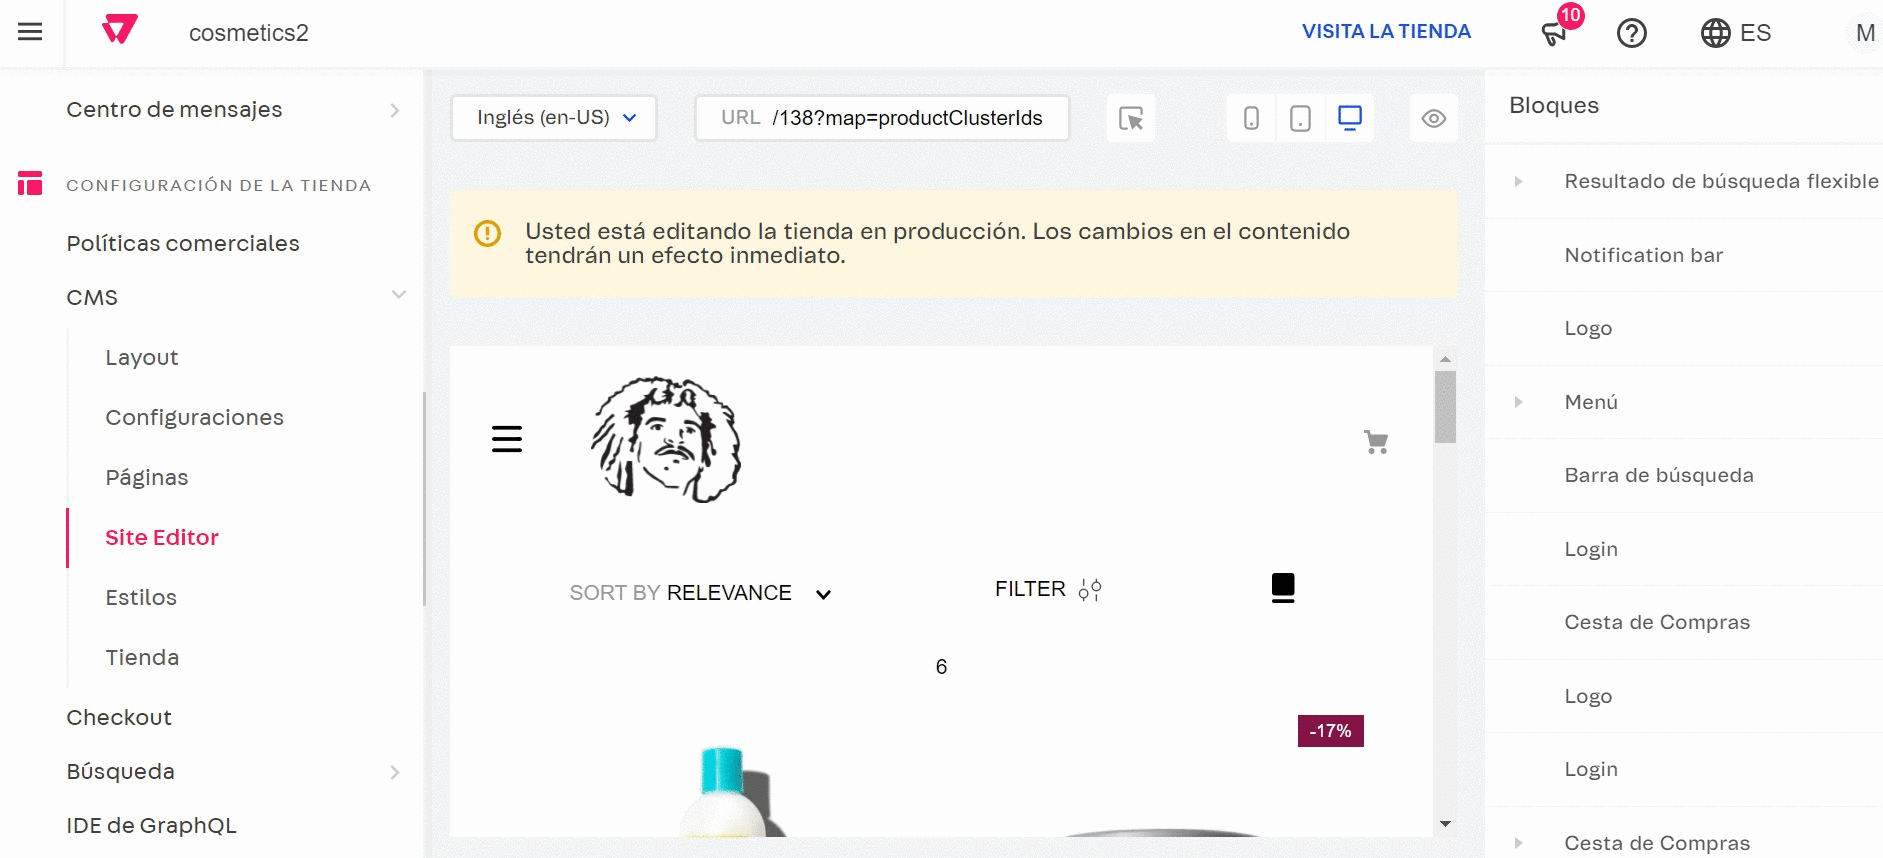 cosmetics2
VISITA LA TIENDA
10
ES
M
Centro de mensajes
CONFIGURACIÓN DE LA TIENDA
Políticas comerciales
CMS
Layout
Configuraciones
Páginas
Site Editor
Estilos
Tienda
Checkout
Búsqueda
IDE de GraphQL
Inglés (en-US)
URL /138?map=productClusterIds
Usted está editando la tienda en producción. Los cambios en el contenido
tendrán un efecto inmediato.
SORT BY RELEVANCE
FILTER
6
-17%
Bloques
Resultado de búsqueda flexible
Notification bar
Logo
Menú
Barra de búsqueda
Login
Cesta de Compras
Logo
Login
Cesta de Compras